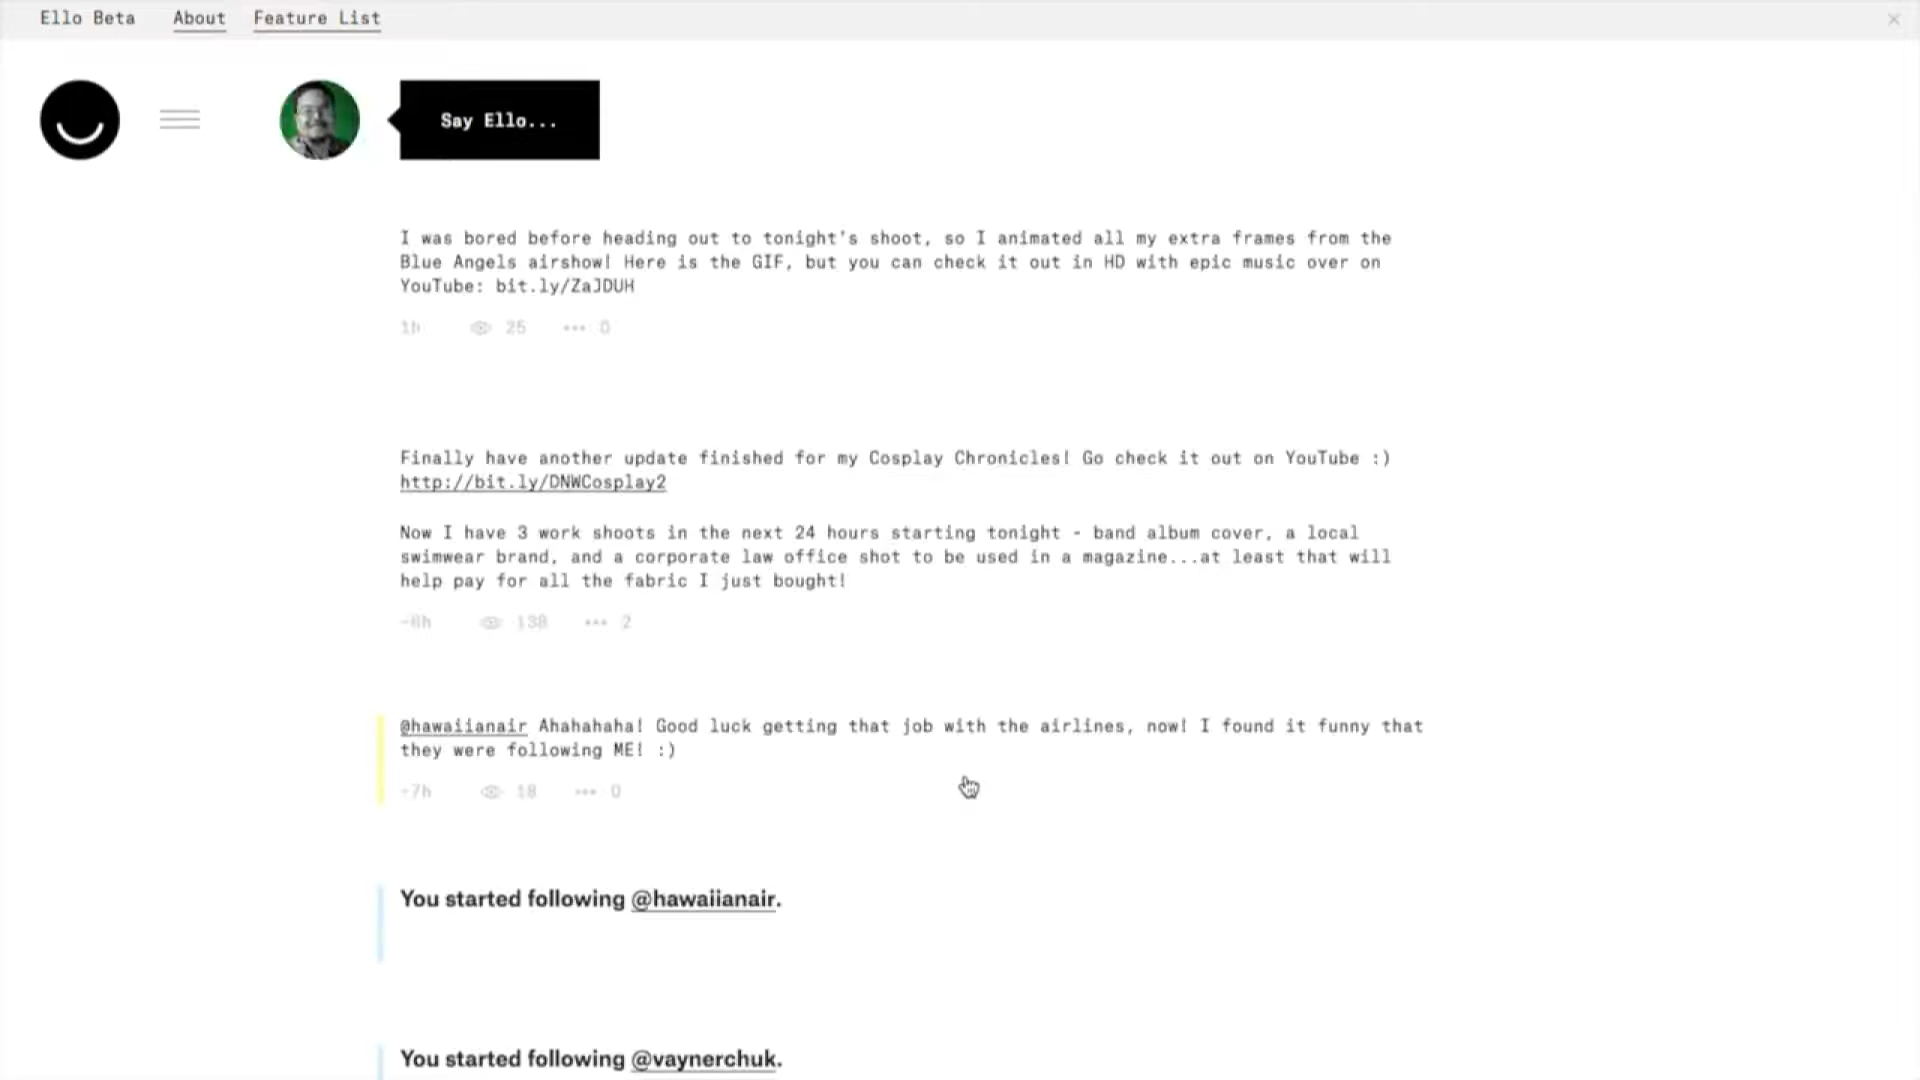 Ello Beta About Feature List
Say Ello...
I was bored before heading out to tonight's shoot, so I animated all my extra frames from the
Blue Angels airshow! Here is the GIF, but you can check it out in HD with epic music over on
YouTube: bit.ly/ZaJDUH
1h 25 ••• 0
Finally have another update finished for my Cosplay Chronicles! Go check it out on YouTube :)
http://bit.ly/DNWCosplay2
Now I have 3 work shoots in the next 24 hours starting tonight - band album cover, a local
swimwear brand, and a corporate law office shot to be used in a magazine...at least that will
help pay for all the fabric I just bought!
138 ••• 2
@hawaiianair Ahahahaha! Good luck getting that job with the airlines, now! I found it funny that
they were following ME! :)
~7h 18 ••• 0
You started following @hawaiianair.
You started following @vaynerchuk.